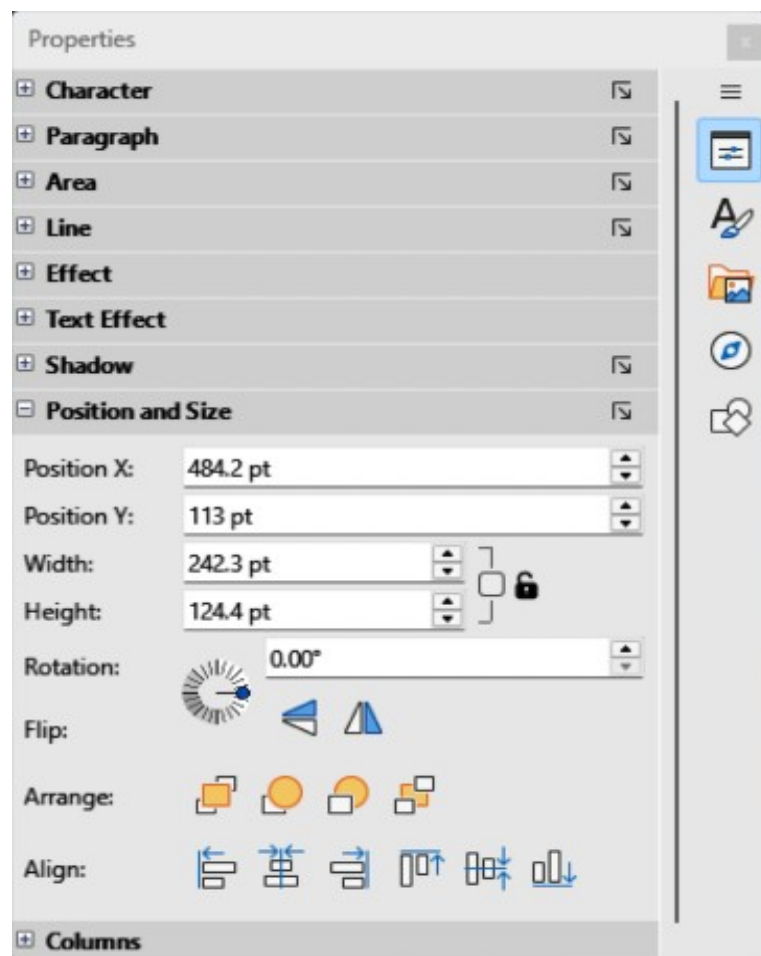 Properties
Character
Paragraph
Area
Line
Effect
Text Effect
Shadow
Position and Size
Position X: 484.2 pt
Position Y: 113 pt
Width: 242.3 pt
Height: 124.4 pt
Rotation: 0.00°
Flip:
Arrange:
Align:
Columns